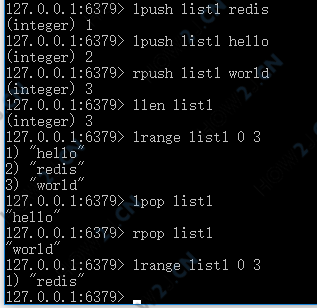 127.0.0.1:6379> lpush list1 redis
(integer) 1
127.0.0.1:6379> lpush list1 hello
(integer) 2
127.0.0.1:6379> rpush list1 world
(integer) 3
127.0.0.1:6379> llen list1
(integer) 3
127.0.0.1:6379> lrange list1 0 3
1) "hello"
2) "redis"
3) "world"
127.0.0.1:6379> lpop list1
"hello"
127.0.0.1:6379> rpop list1
"world"
127.0.0.1:6379> lrange list1 0 3
1) "redis"
127.0.0.1:6379>